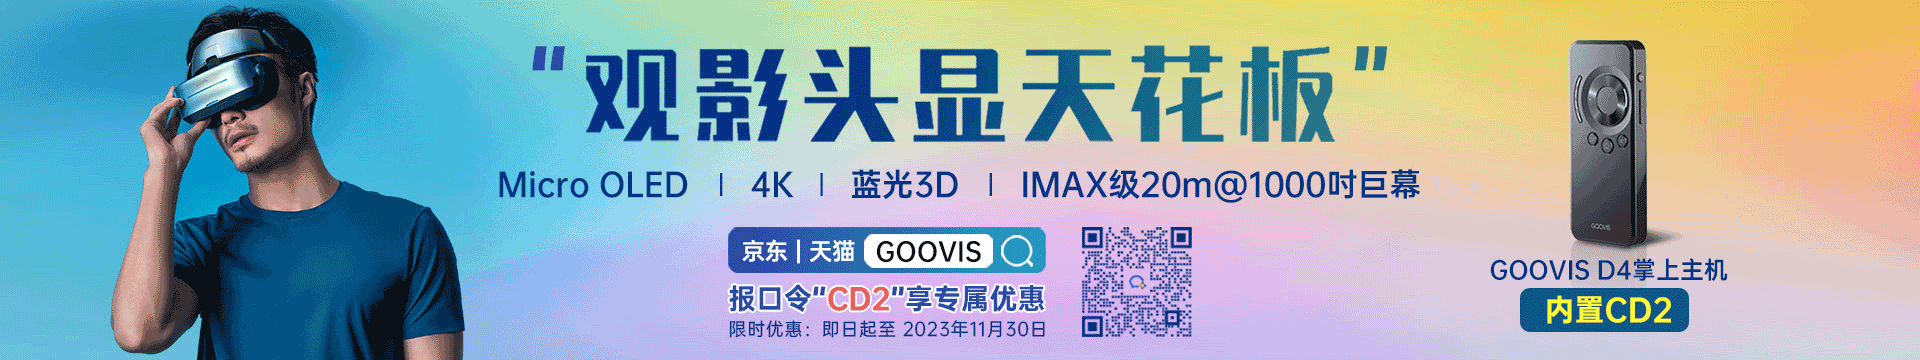 “观影头显天花板”
Micro OLED | 4K | 蓝光3D | IMAX级20m@1000吋巨幕
京东 | 天猫 GOOVIS
报口令“CD2”享专属优惠
限时优惠：即日起至 2023年11月30日
GOOVIS
GOOVIS D4掌上主机
内置CD2